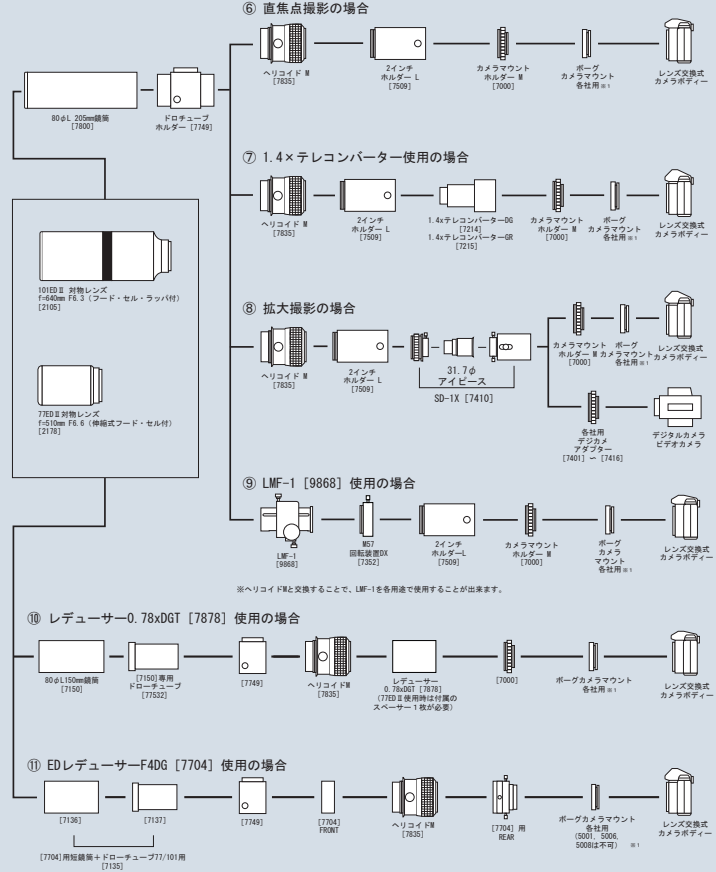 ⑥ 直焦点撮影の場合
ヘリコイド M
[7835]
2インチ
ホルダー L
[7509]
カメラマウント
ホルダー M
[7000]
ボーグ
カメラマウント
各社用※1
レンズ交換式
カメラボディー
80φL 205mm鏡筒
[7800]
ドロチューブ
ホルダー [7749]
⑦ 1.4×テレコンバーター使用の場合
ヘリコイド M
[7835]
2インチ
ホルダー L
[7509]
1.4xテレコンバーターDG
[7214]
1.4xテレコンバーターGR
[7215]
カメラマウント
ホルダー M
[7000]
ボーグ
カメラマウント
各社用※1
レンズ交換式
カメラボディー
101EDⅡ 対物レンズ
f=640mm F6.3 (フード・セル・ラッパ付)
[2105]
77EDⅡ対物レンズ
f=510mm F6.6 (伸縮式フード・セル付)
[2178]
⑧ 拡大撮影の場合
ヘリコイド M
[7835]
2インチ
ホルダー L
[7509]
31.7φ
アイピース
SD-1X [7410]
カメラマウント
ホルダー M
[7000]
ボーグ
カメラマウント
各社用※1
レンズ交換式
カメラボディー
各社用
デジカメ
アダプター
[7401] ～ [7416]
デジタルカメラ
ビデオカメラ
⑨ LMF-1 [9868] 使用の場合
LMF-1
[9868]
M57
回転装置DX
[7352]
2インチ
ホルダーL
[7509]
カメラマウント
ホルダー M
[7000]
ボーグ
カメラ
マウント
各社用※1
レンズ交換式
カメラボディー
※ヘリコイドMと交換することで、LMF-1を各用途で使用することが出来ます。
⑩ レデューサー0.78xDGT [7878] 使用の場合
80φL150mm鏡筒
[7150]
[7150]専用
ドローチューブ
[77532]
[7749]
ヘリコイドM
[7835]
レデューサー
0.78xDGT [7878]
(77EDⅡ使用時は付属の
スペーサー１枚が必要)
[7000]
ボーグカメラマウント
各社用※1
レンズ交換式
カメラボディー
⑪ EDレデューサーF4DG [7704] 使用の場合
[7136]
[7137]
[7704]用短鏡筒＋ドローチューブ77/101用
[7135]
[7749]
[7704]
FRONT
ヘリコイドM
[7835]
[7704] 用
REAR
ボーグカメラマウント
各社用
(5001, 5006,
5008は不可) ※1
レンズ交換式
カメラボディー